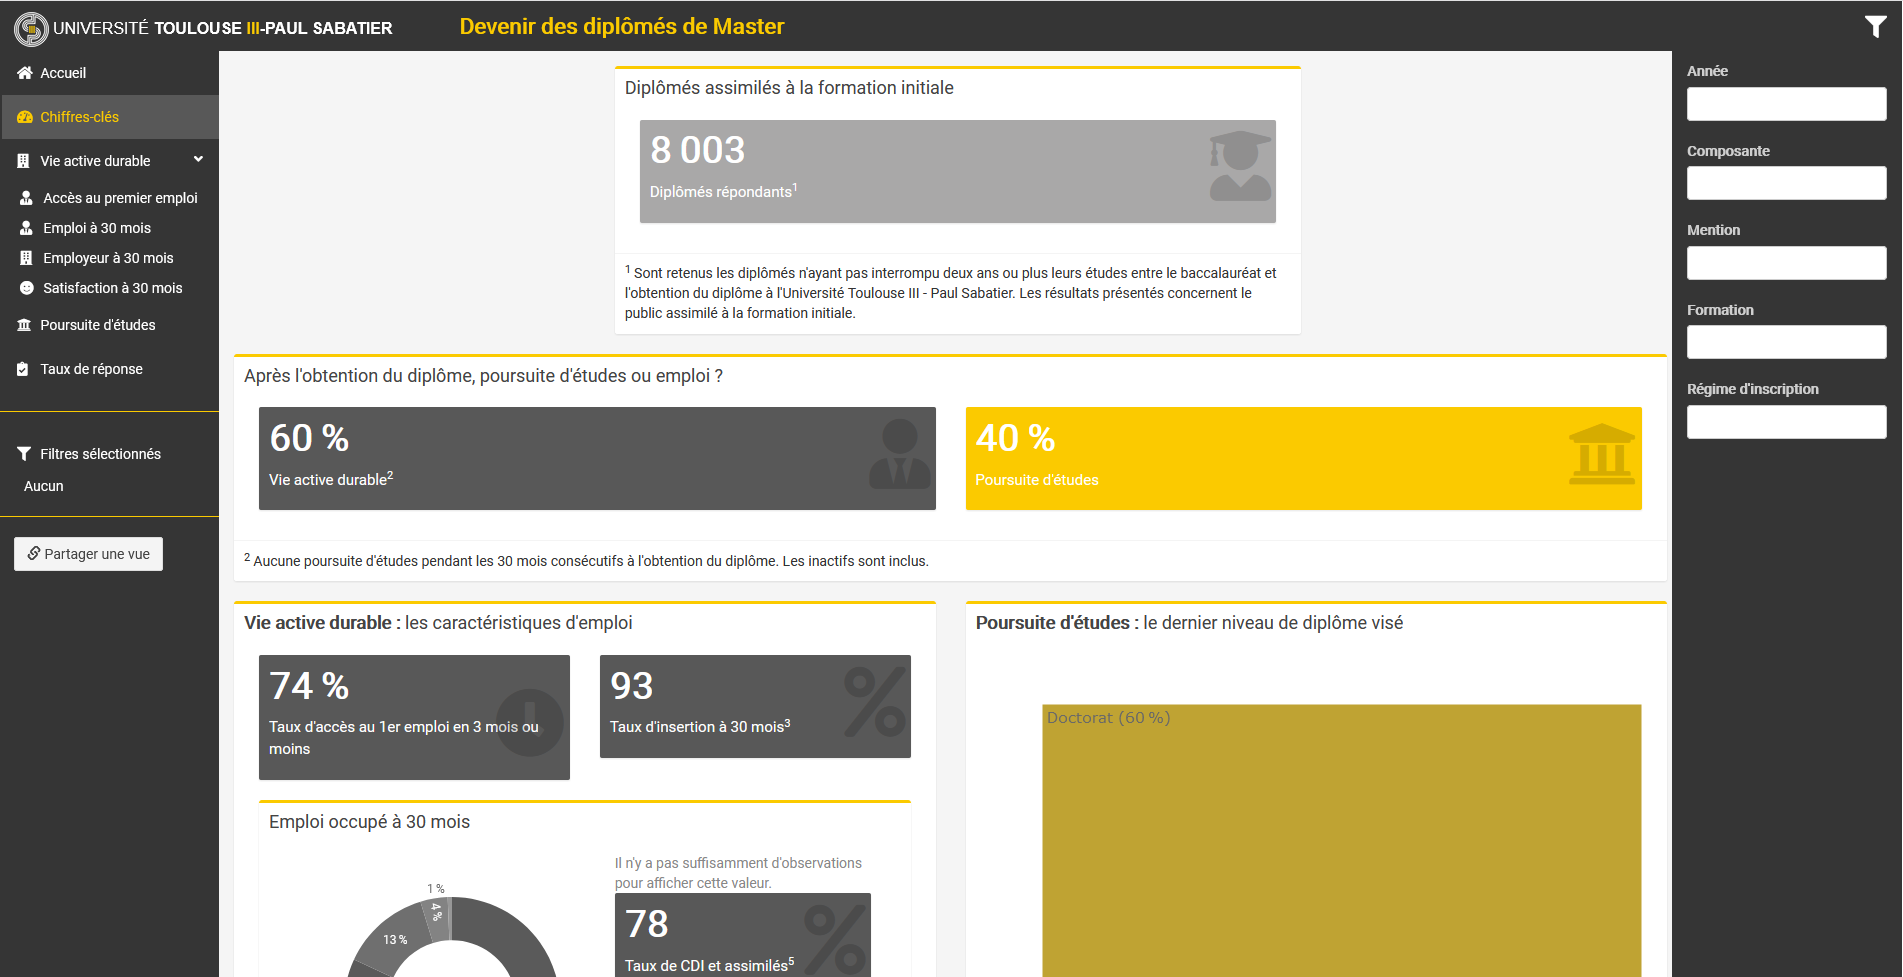 UNIVERSITÉ TOULOUSE III-PAUL SABATIER
Devenir des diplômés de Master
Accueil
Chiffres-clés
Vie active durable
Accès au premier emploi
Emploi à 30 mois
Employeur à 30 mois
Satisfaction à 30 mois
Poursuite d'études
Taux de réponse
Filtres sélectionnés
Aucun
Partager une vue
Diplômés assimilés à la formation initiale
8 003
Diplômés répondants1
1 Sont retenus les diplômés n'ayant pas interrompu deux ans ou plus leurs études entre le baccalauréat et
l'obtention du diplôme à l'Université Toulouse III - Paul Sabatier. Les résultats présentés concernent le
public assimilé à la formation initiale.
Après l'obtention du diplôme, poursuite d'études ou emploi ?
60 %
Vie active durable2
40 %
Poursuite d'études
2 Aucune poursuite d'études pendant les 30 mois consécutifs à l'obtention du diplôme. Les inactifs sont inclus.
Vie active durable : les caractéristiques d'emploi
74 %
Taux d'accès au 1er emploi en 3 mois ou
moins
93
Taux d'insertion à 30 mois3
Emploi occupé à 30 mois
1 %
4 %
13 %
Il n'y a pas suffisamment d'observations
pour afficher cette valeur.
78
Taux de CDI et assimilés5
Poursuite d'études : le dernier niveau de diplôme visé
Doctorat (60 %)
Année
Composante
Mention
Formation
Régime d'inscription